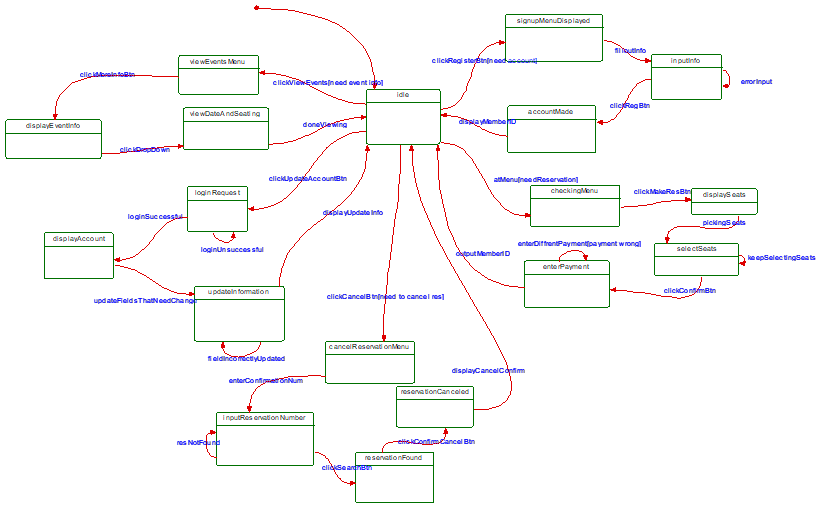 signupMenuDisplayed
filloutInfo
viewEventsMenu
clickRegisterBtn[need account]
inputInfo
clickMoreInfoBtn
clickViewEvents[need event info]
errorInput
Idle
clickRegBtn
viewDateAndSeating
accountMade
displayEventInfo
doneViewing
displayMemberID
clickDropDown
clickUpdateAccountBtn
atMenu[needReservation]
loginRequest
checkingMenu
clickMakeResBtn
displaySeats
loginSuccessful
displayUpdateInfo
pickingSeats
displayAccount
loginUnsuccessful
outputMemberID
enterDiffrentPayment[payment wrong]
selectSeats
keepSelectingSeats
enterPayment
updateInformation
clickConfirmBtn
updateFieldsThatNeedChange
clickCancelBtn[need to cancel res]
cancelReservationMenu
fieldIncorrectlyUpdated
displayCancelConfirm
enterConfirmationNum
reservationCanceled
inputReservationNumber
resNotFound
clickConfirmCancelBtn
reservationFound
clickSearchBtn